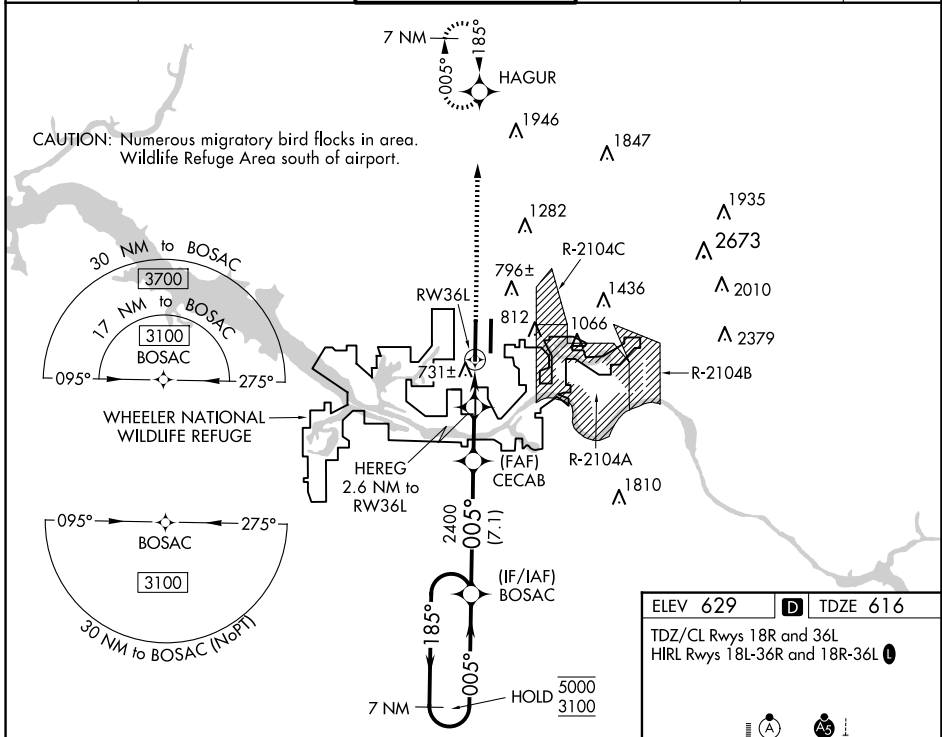 7 NM
185°
005°
HAGUR
CAUTION: Numerous migratory bird flocks in area.
Wildlife Refuge Area south of airport.
1946
1847
1935
1282
2673
R-2104C
30 NM to BOSAC
3700
17 NM to BOSAC
3100
BOSAC
095°
275°
796±
1436
2010
RW36L
812
1066
2379
731±
R-2104B
WHEELER NATIONAL
WILDLIFE REFUGE
HEREG
2.6 NM to
RW36L
(FAF)
CECAB
R-2104A
1810
095°
275°
BOSAC
3100
30 NM to BOSAC (NoPT)
2400
005°
(7.1)
(IF/IAF)
BOSAC
185°
005°
7 NM
HOLD
5000
3100
ELEV 629
D
TDZE 616
TDZ/CL Rwys 18R and 36L
HIRL Rwys 18L-36R and 18R-36L L
A
A5